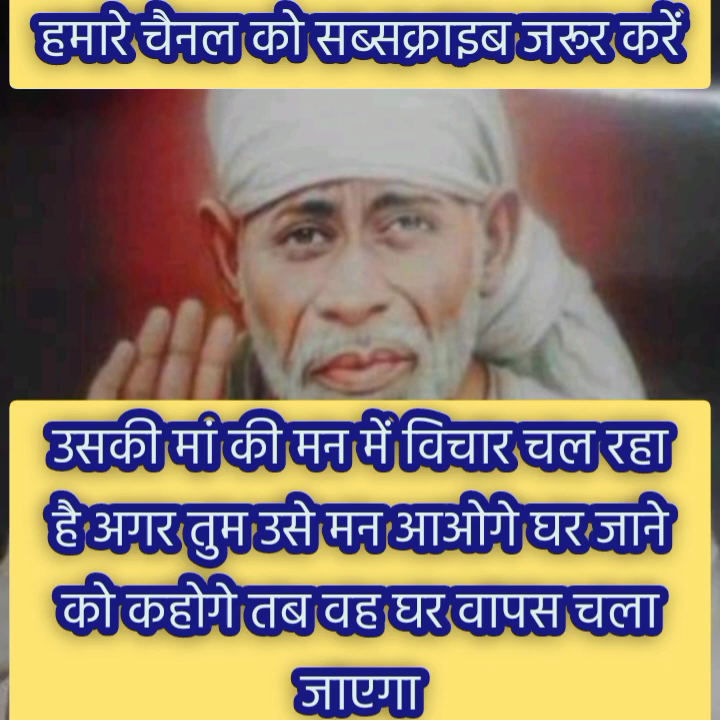 हमारे चैनल को सब्सक्राइब जरूर करें
उसकी मां की मन में विचार चल रहा
है अगर तुम उसे मन आओगे घर जाने
को कहोगे तब वह घर वापस चला
जाएगा